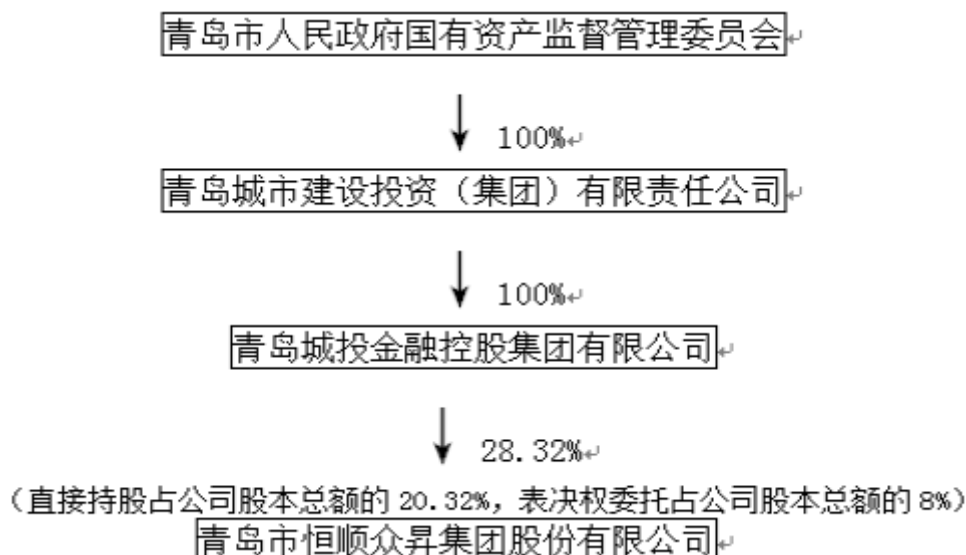 青岛市人民政府国有资产监督管理委员会
100%
青岛城市建设投资（集团）有限责任公司
100%
青岛城投金融控股集团有限公司
28.32%
（直接持股占公司股本总额的 20.32%，表决权委托占公司股本总额的 8%）
青岛市恒顺众昇集团股份有限公司